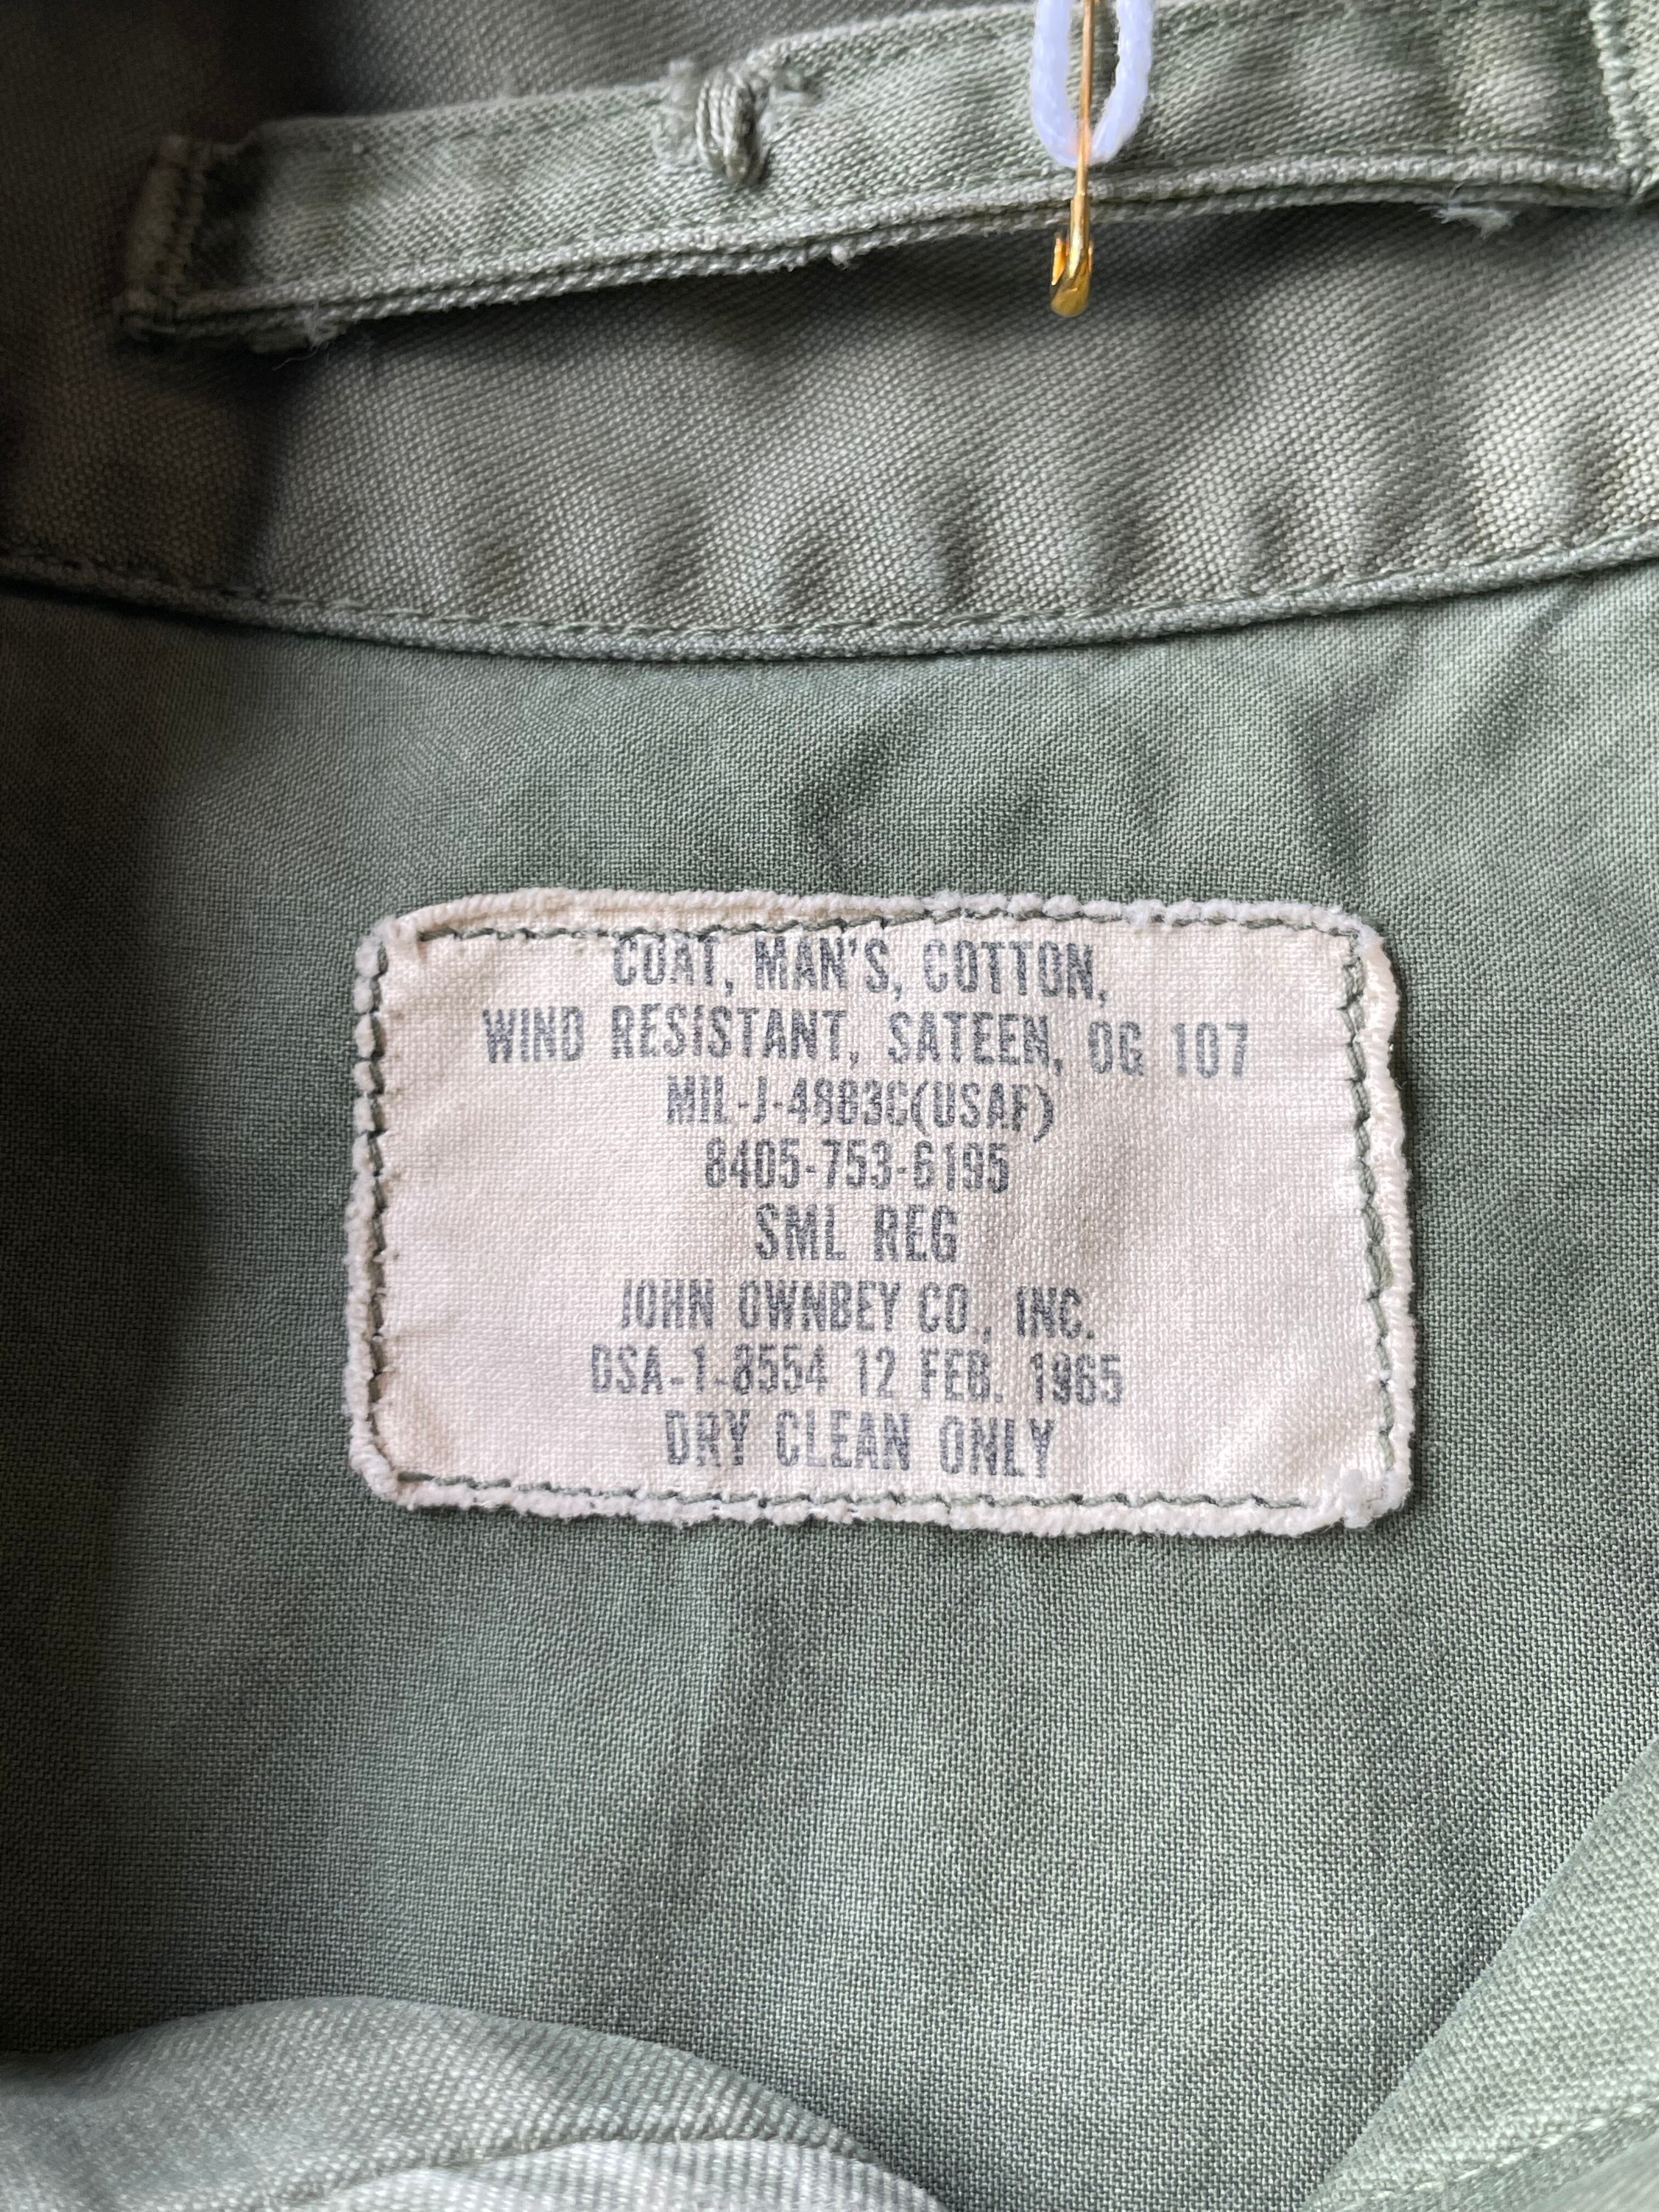 COAT, MAN'S, COTTON,
WIND RESISTANT, SATEEN, OG 107
MIL-J-4883C(USAF)
8405-753-6195
SML REG
JOHN OWNBEY CO., INC.
DSA-1-8554 12 FEB. 1965
DRY CLEAN ONLY